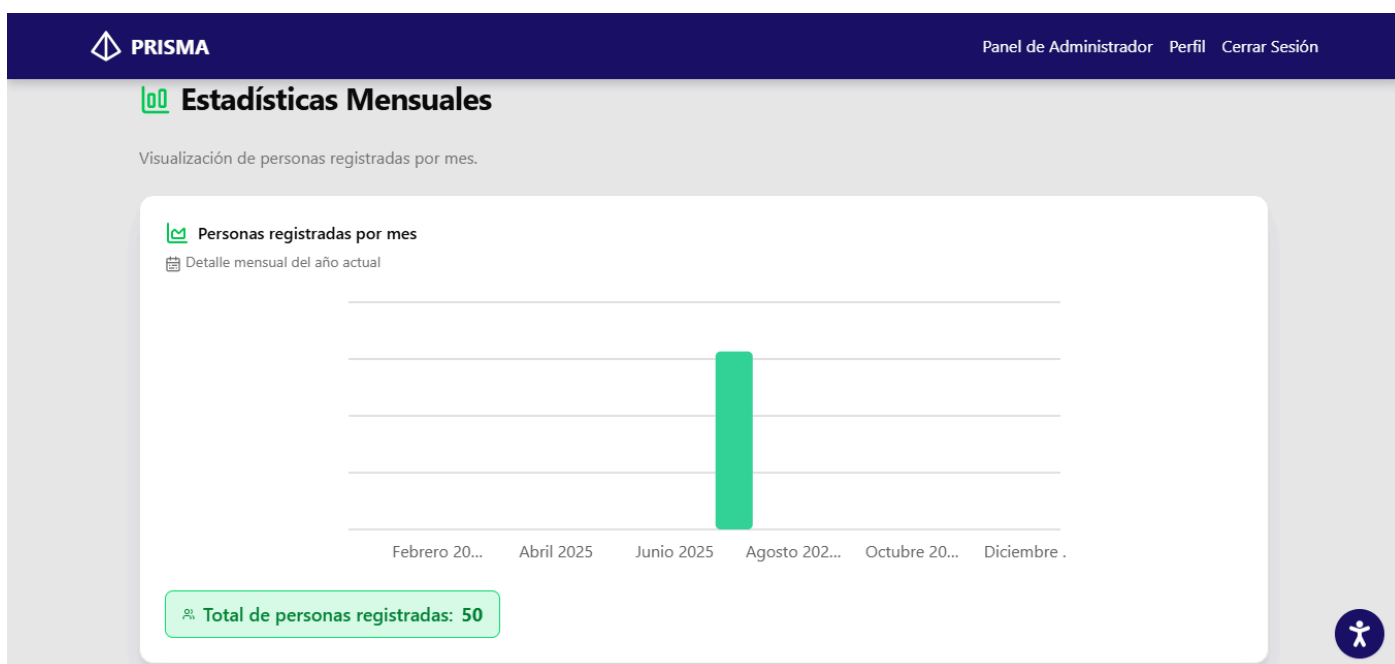 PRISMA Panel de Administrador Perfil Cerrar Sesión
Estadísticas Mensuales
Visualización de personas registradas por mes.
Personas registradas por mes
Detalle mensual del año actual
Febrero 20... Abril 2025 Junio 2025 Agosto 202... Octubre 20... Diciembre .
Total de personas registradas: 50